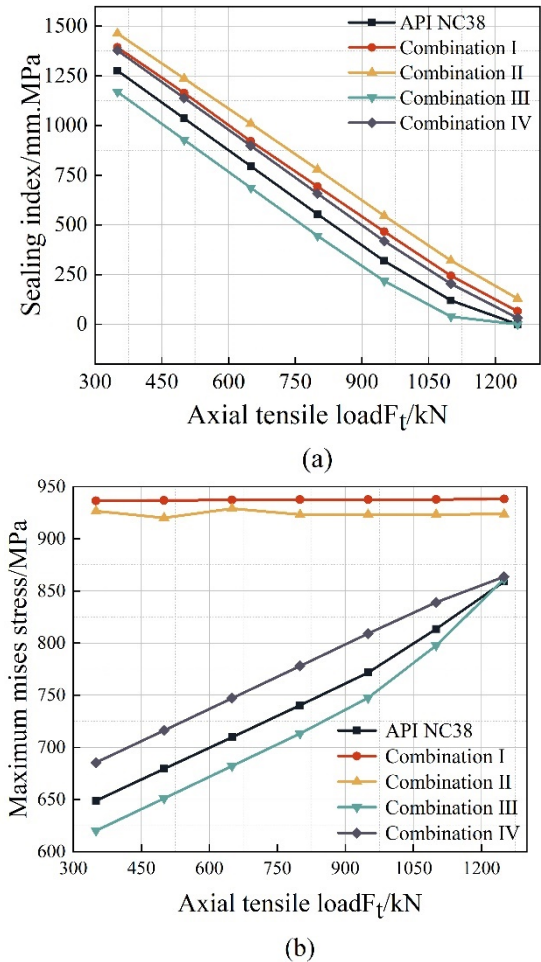 1500
1250
1000
750
500
250
0
Sealing index/mm.MPa
API NC38
Combination I
Combination II
Combination III
Combination IV
300 450 600 750 900 1050 1200
Axial tensile loadFt/kN
(a)
950
900
850
800
750
700
650
600
Maximum mises stress/MPa
API NC38
Combination I
Combination II
Combination III
Combination IV
300 450 600 750 900 1050 1200
Axial tensile loadFt/kN
(b)